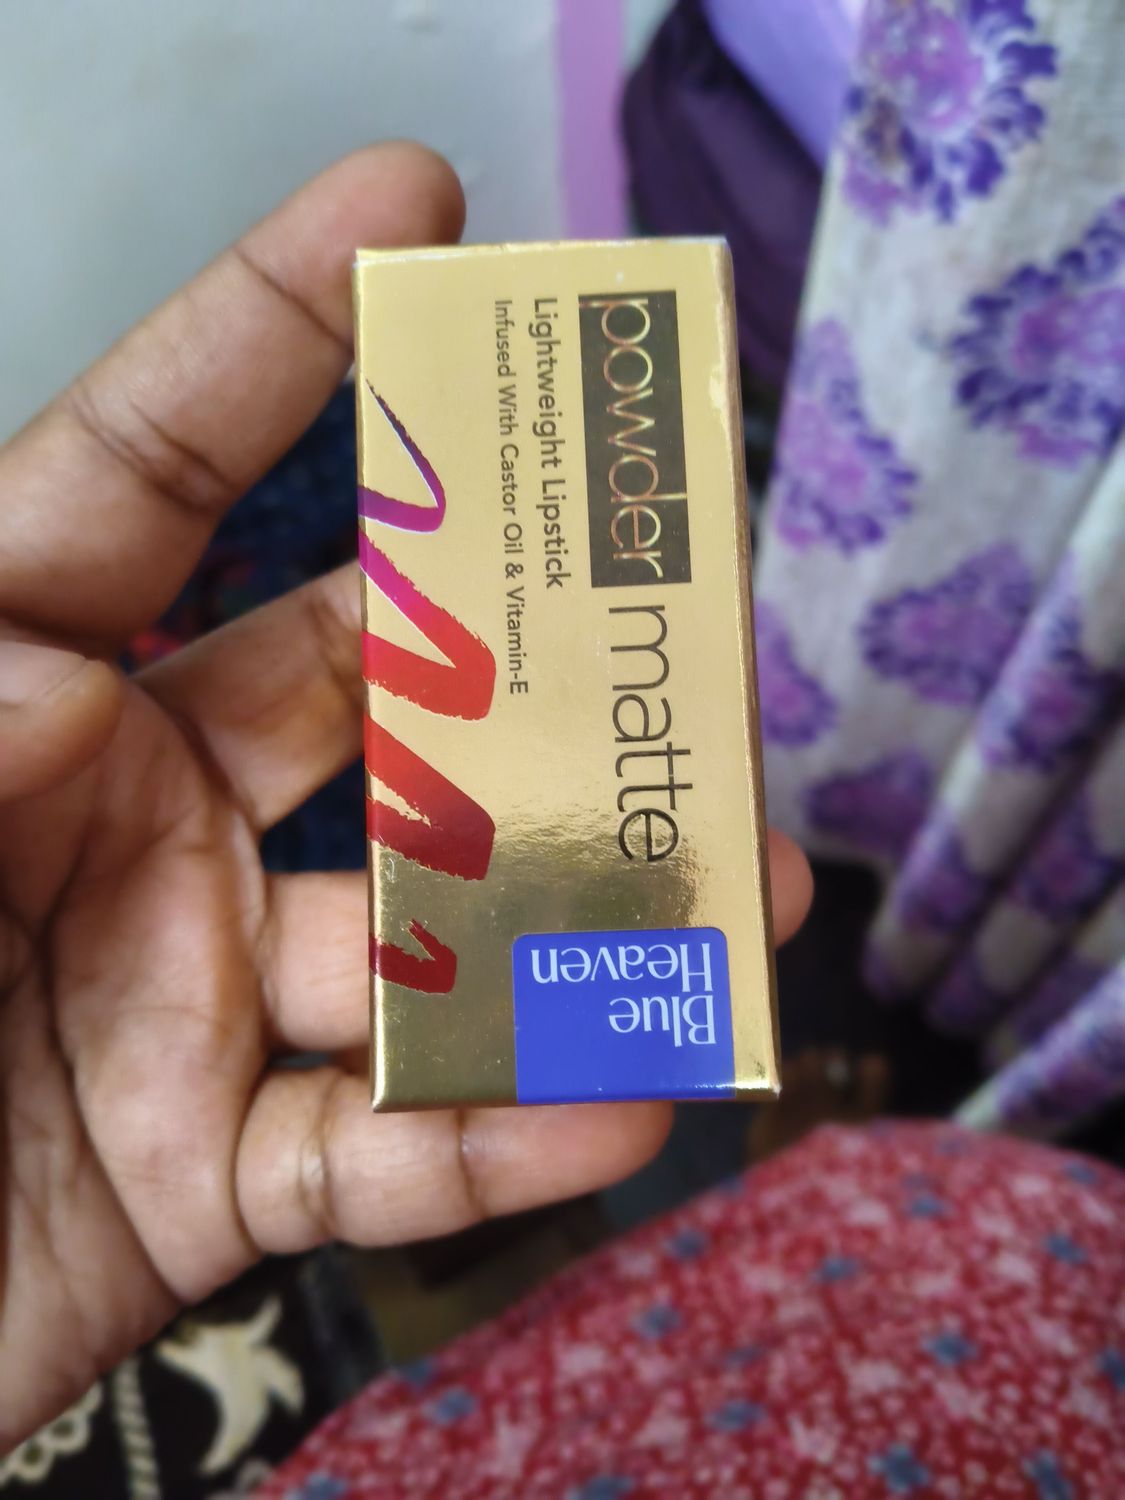 powder matte
Lightweight Lipstick
Infused With Castor Oil & Vitamin-E
Blue
Heaven